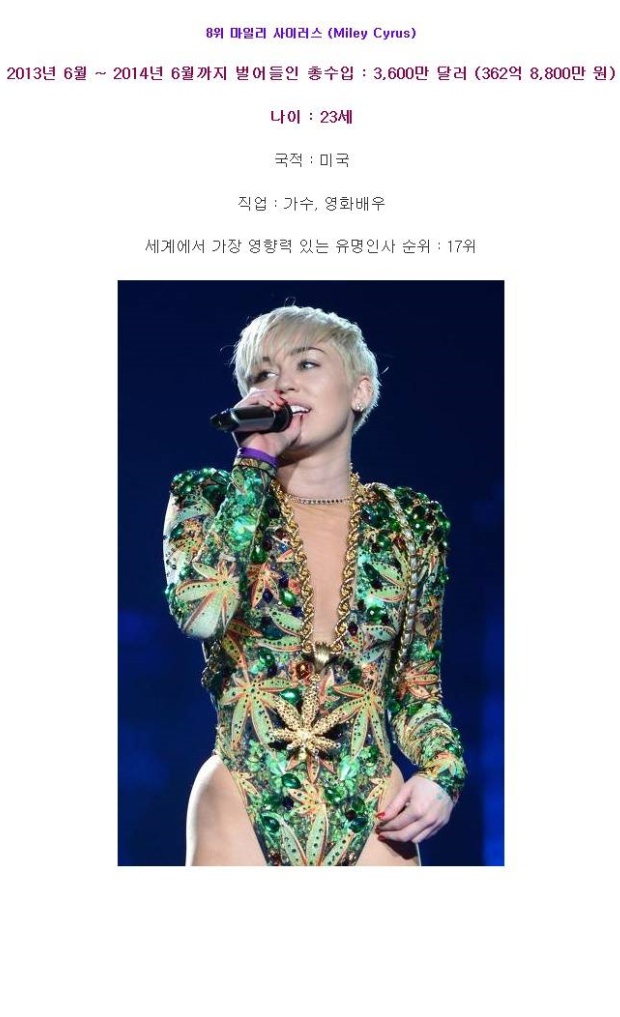 8위 마일리 사이러스 (Miley Cyrus)
2013년 6월 ~ 2014년 6월까지 벌어들인 총수입 : 3,600만 달러 (362억 8,800만 원)
나이 : 23세
국적 : 미국
직업 : 가수, 영화배우
세계에서 가장 영향력 있는 유명인사 순위 : 17위